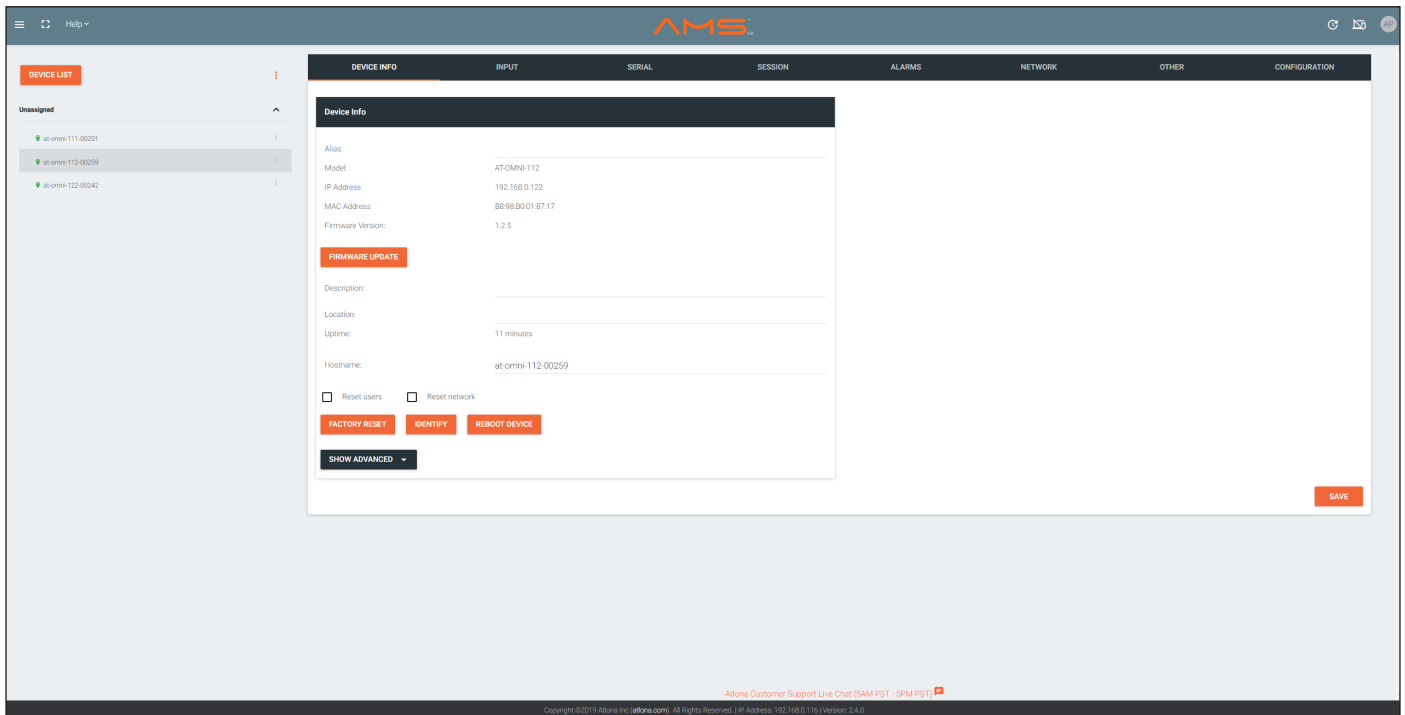 Help
AMS
AP
DEVICE LIST
Unassigned
at-omni-111-00201
at-omni-112-00259
at-omni-122-00242
DEVICE INFO INPUT SERIAL SESSION ALARMS NETWORK OTHER CONFIGURATION
Device Info
Alias:
Model: AT-OMNI-112
IP Address 192.168.0.122
MAC Address B8:98:B0:01:87:17
Firmware Version: 1.2.5
FIRMWARE UPDATE
Description:
Location:
Uptime: 11 minutes
Hostname: at-omni-112-00259
Reset users Reset network
FACTORY RESET IDENTIFY REBOOT DEVICE
SHOW ADVANCED
SAVE
Atlona Customer Support Live Chat (5AM PST - 5PM PST)
Copyright ©2019 Atlona Inc (atlona.com). All Rights Reserved. | IP Address: 192.168.0.116 | Version: 2.4.0